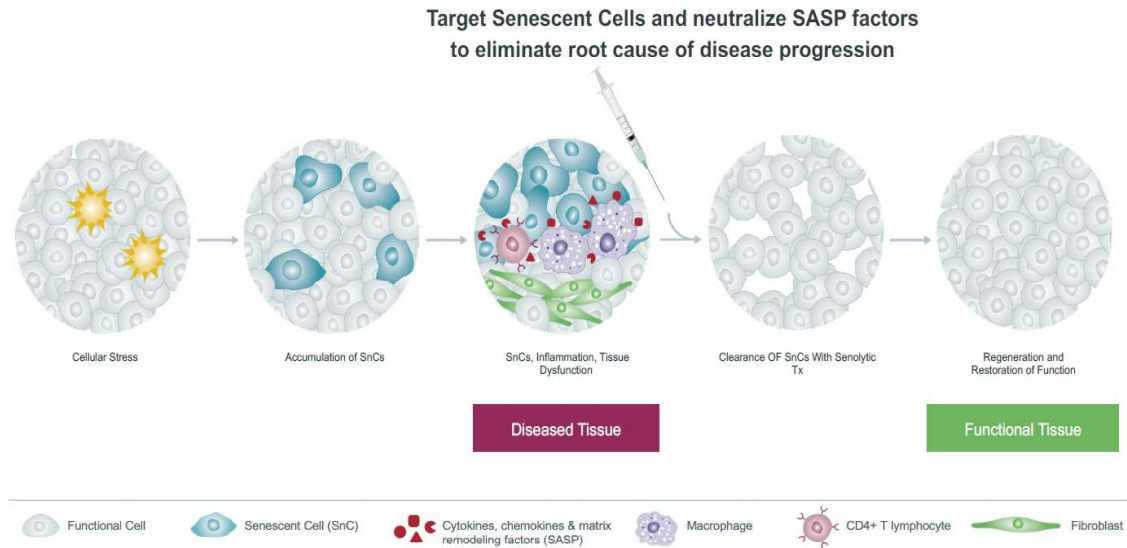 Target Senescent Cells and neutralize SASP factors
to eliminate root cause of disease progression
Cellular Stress
Accumulation of SnCs
SnCs, Inflammation, Tissue
Dysfunction
Clearance OF SnCs With Senolytic
Tx
Regeneration and
Restoration of Function
Diseased Tissue
Functional Tissue
Functional Cell
Senescent Cell (SnC)
Cytokines, chemokines & matrix
remodeling factors (SASP)
Macrophage
CD4+ T lymphocyte
Fibroblast